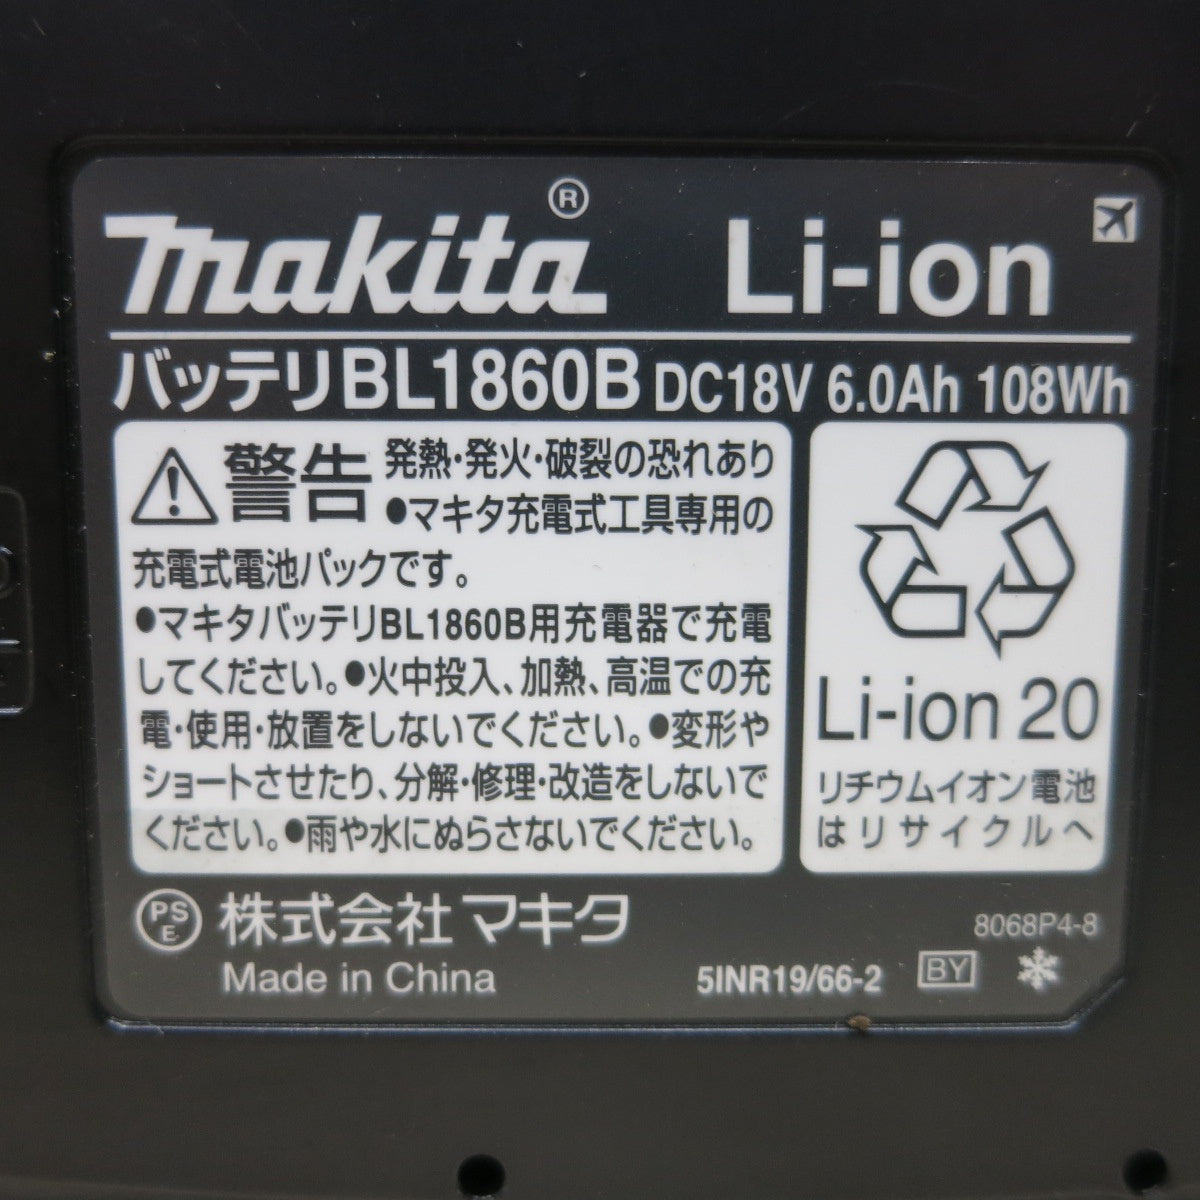 makita® Li-ion
バッテリBL1860B DC18V 6.0Ah 108Wh
警告 発熱・発火・破裂の恐れあり
●マキタ充電式工具専用の
充電式電池パックです。
●マキタバッテリBL1860B用充電器で充電
してください。●火中投入、加熱、高温での充
電・使用・放置をしないでください。●変形や
ショートさせたり、分解・修理・改造をしないで
ください。●雨や水にぬらさないでください。
Li-ion 20
リチウムイオン電池
はリサイクルへ
PS
E
株式会社マキタ
8068P4-8
Made in China
5INR19/66-2
BY